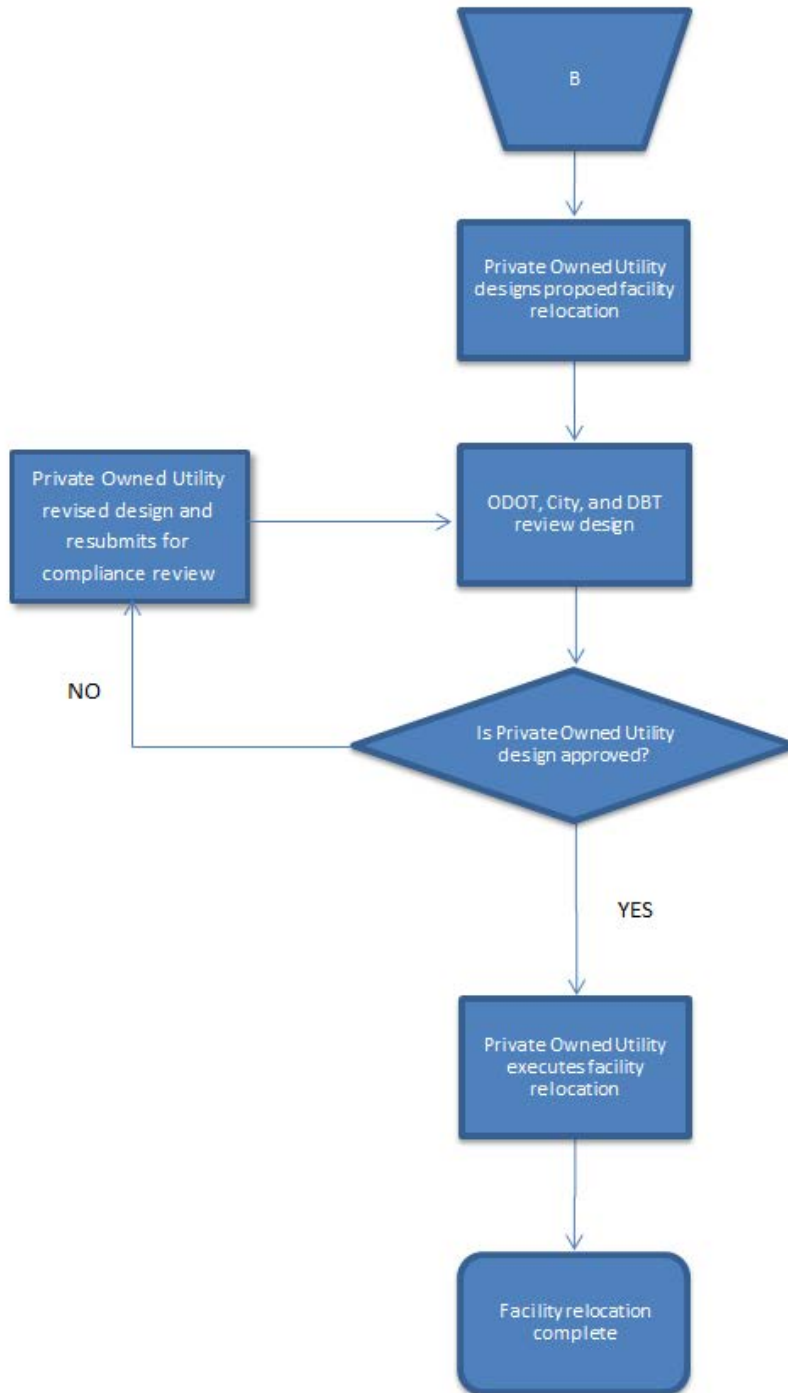 B
Private Owned Utility
designs propoed facility
relocation
Private Owned Utility
revised design and
resubmits for
compliance review
ODOT, City, and DBT
review design
NO
Is Private Owned Utility
design approved?
YES
Private Owned Utility
executes facility
relocation
Facility relocation
complete